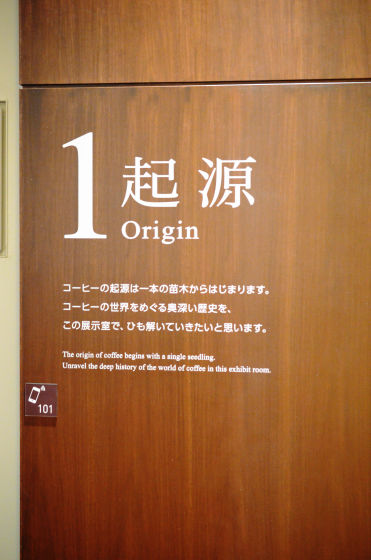 1 起源
Origin
コーヒーの起源は一本の苗木からはじまります。
コーヒーの世界をめぐる奥深い歴史を、
この展示室で、ひも解いていきたいと思います。
The origin of coffee begins with a single seedling.
Unravel the deep history of the world of coffee in this exhibit room.
101